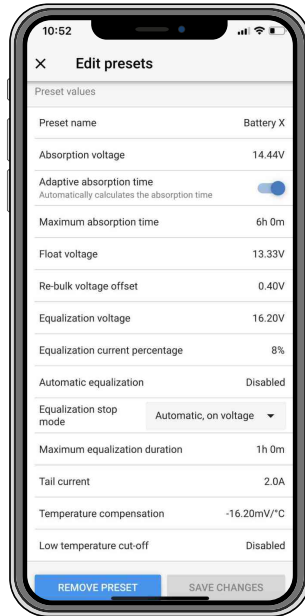 10:52
Edit presets
Preset values
Preset name Battery X
Absorption voltage 14.44V
Adaptive absorption time
Automatically calculates the absorption time
Maximum absorption time 6h 0m
Float voltage 13.33V
Re-bulk voltage offset 0.40V
Equalization voltage 16.20V
Equalization current percentage 8%
Automatic equalization Disabled
Equalization stop
mode Automatic, on voltage
Maximum equalization duration 1h 0m
Tail current 2.0A
Temperature compensation -16.20mV/°C
Low temperature cut-off Disabled
REMOVE PRESET SAVE CHANGES